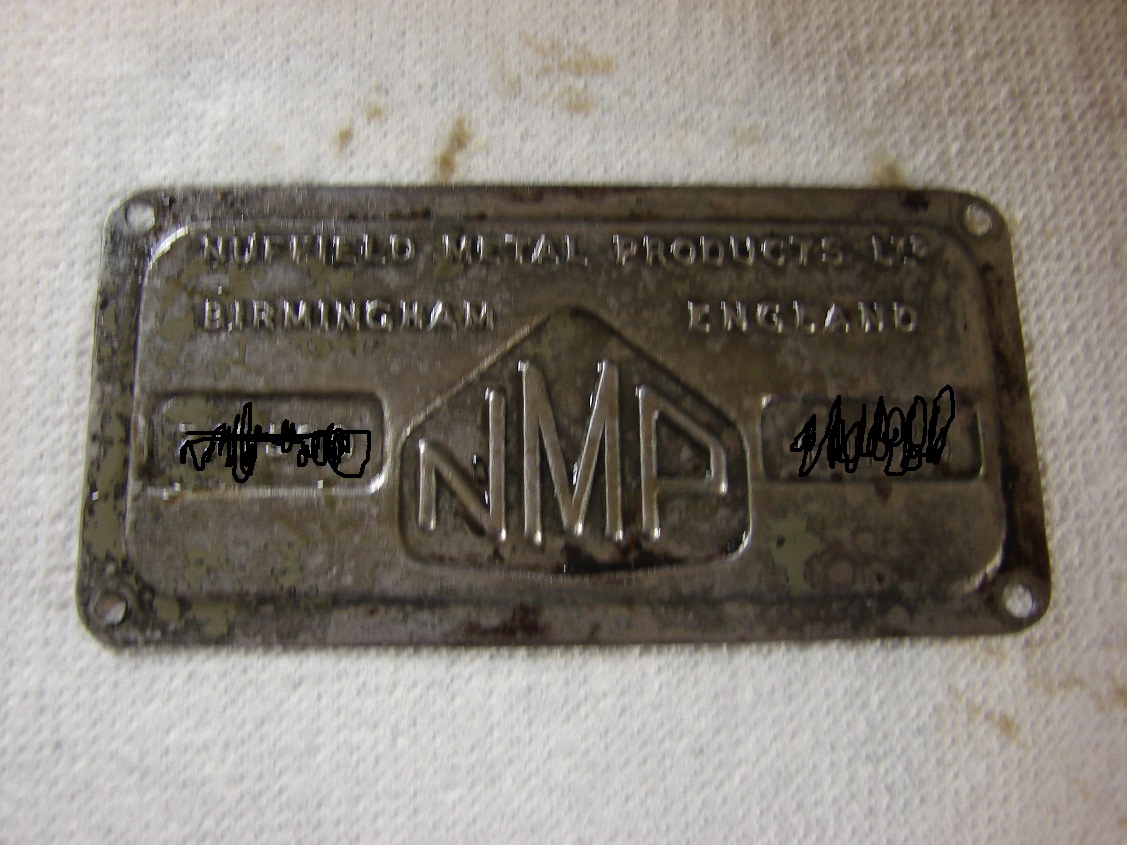 NUFFIELD METAL PRODUCTS LTD
BIRMINGHAM ENGLAND
NMP